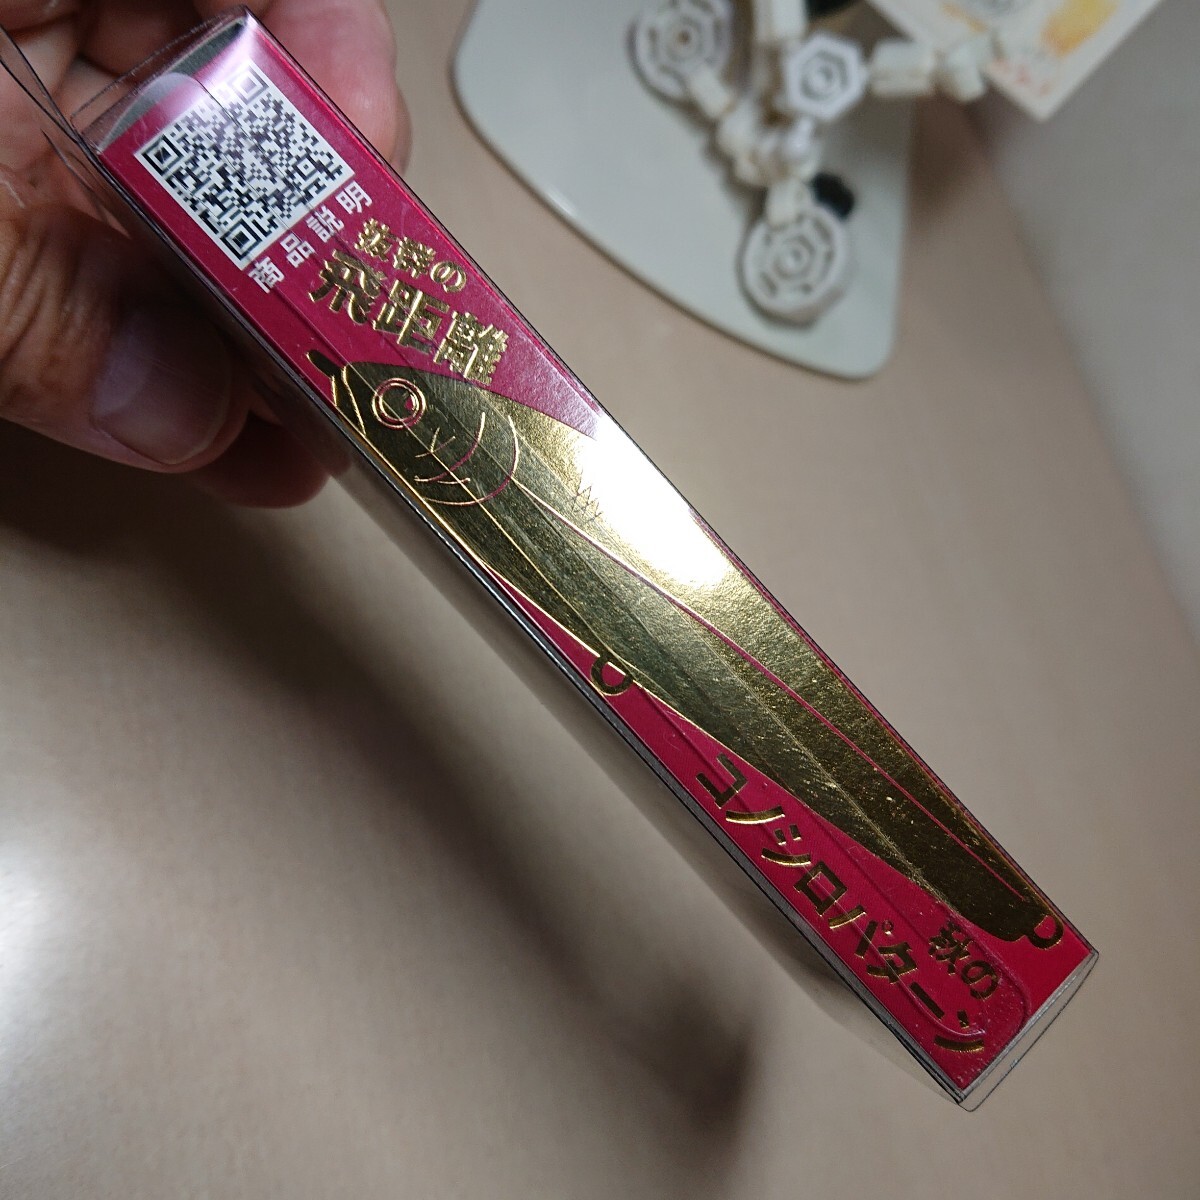 商品説明
抜群の
飛距離
秋の
コノシロパターン